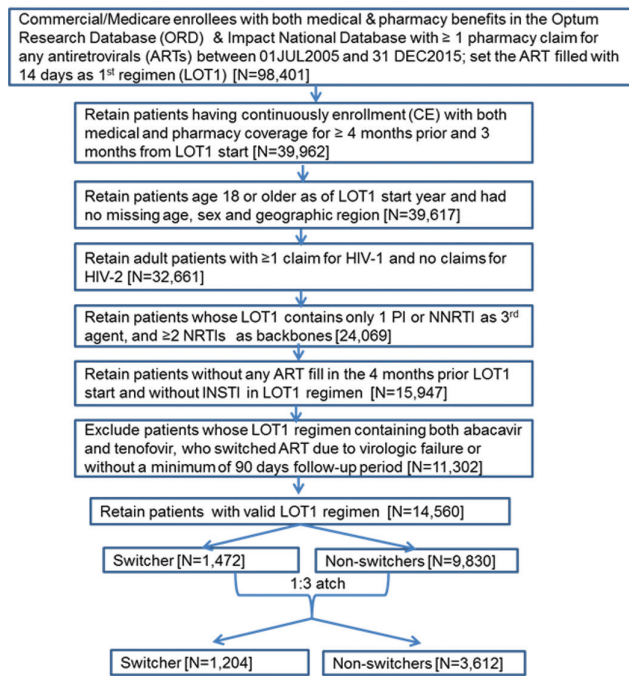 Commercial/Medicare enrollees with both medical & pharmacy benefits in the Optum
Research Database (ORD) & Impact National Database with ≥ 1 pharmacy claim for
any antiretrovirals (ARTs) between 01JUL2005 and 31 DEC2015; set the ART filled with
14 days as 1st regimen (LOT1) [N=98,401]
Retain patients having continuously enrollment (CE) with both
medical and pharmacy coverage for ≥ 4 months prior and 3
months from LOT1 start [N=39,962]
Retain patients age 18 or older as of LOT1 start year and had
no missing age, sex and geographic region [N=39,617]
Retain adult patients with ≥1 claim for HIV-1 and no claims for
HIV-2 [N=32,661]
Retain patients whose LOT1 contains only 1 PI or NNRTI as 3rd
agent, and ≥2 NRTIs as backbones [24,069]
Retain patients without any ART fill in the 4 months prior LOT1
start and without INSTI in LOT1 regimen [N=15,947]
Exclude patients whose LOT1 regimen containing both abacavir
and tenofovir, who switched ART due to virologic failure or
without a minimum of 90 days follow-up period [N=11,302]
Retain patients with valid LOT1 regimen [N=14,560]
Switcher [N=1,472]
Non-switchers [N=9,830]
1:3 atch
Switcher [N=1,204]
Non-switchers [N=3,612]